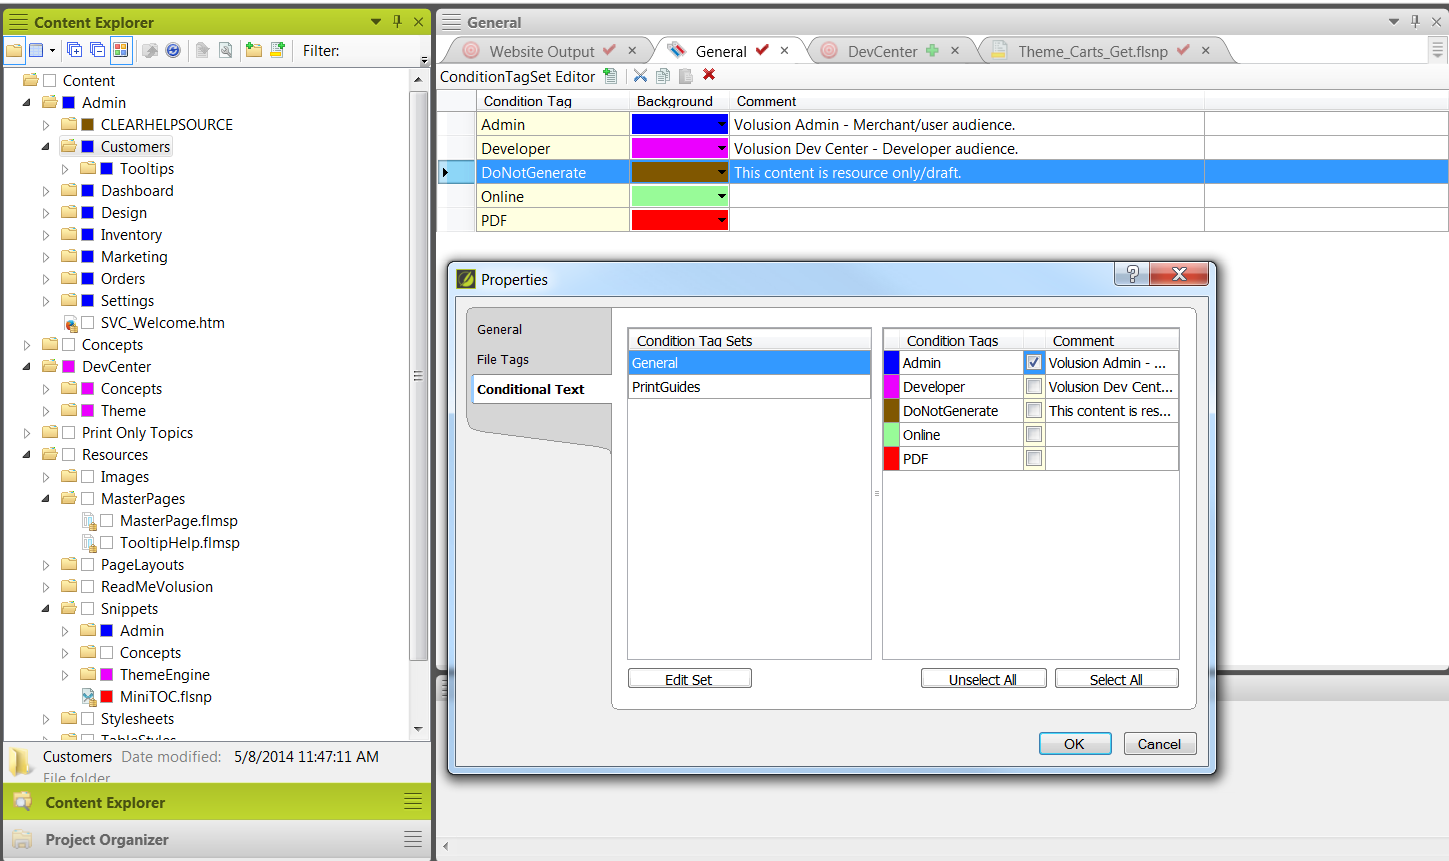 Content Explorer
Filter:
Content
Admin
CLEARHELPSOURCE
Customers
Tooltips
Dashboard
Design
Inventory
Marketing
Orders
Settings
SVC_Welcome.htm
Concepts
DevCenter
Concepts
Theme
Print Only Topics
Resources
Images
MasterPages
MasterPage.flmsp
TooltipHelp.flmsp
PageLayouts
ReadMeVolusion
Snippets
Admin
Concepts
ThemeEngine
MiniTOC.flsnp
Stylesheets
TableStyles
Customers Date modified: 5/8/2014 11:47:11 AM
File folder
Content Explorer
Project Organizer
General
Website Output General DevCenter Theme_Carts_Get.flsnp
ConditionTagSet Editor
Condition Tag Background Comment
Admin Volusion Admin - Merchant/user audience.
Developer Volusion Dev Center - Developer audience.
DoNotGenerate This content is resource only/draft.
Online
PDF
Properties
General
File Tags
Conditional Text
Condition Tag Sets
General
PrintGuides
Edit Set
Condition Tags Comment
Admin Volusion Admin - ...
Developer Volusion Dev Cent...
DoNotGenerate This content is res...
Online
PDF
Unselect All Select All
OK Cancel